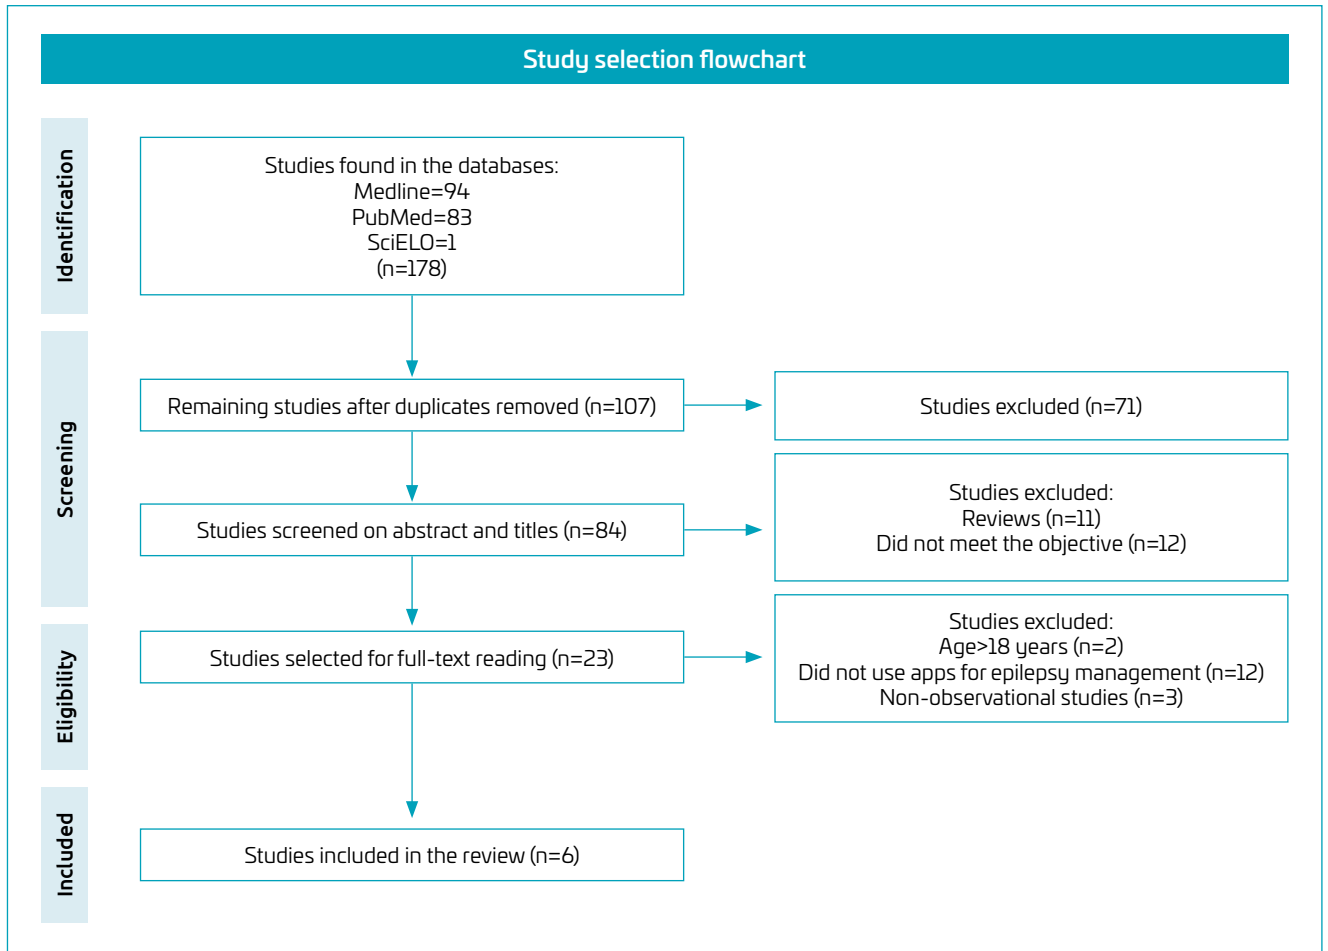 Study selection flowchart
Identification
Studies found in the databases:
Medline=94
PubMed=83
SciELO=1
(n=178)
Screening
Remaining studies after duplicates removed (n=107)
Studies excluded (n=71)
Studies screened on abstract and titles (n=84)
Studies excluded:
Reviews (n=11)
Did not meet the objective (n=12)
Eligibility
Studies selected for full-text reading (n=23)
Studies excluded:
Age>18 years (n=2)
Did not use apps for epilepsy management (n=12)
Non-observational studies (n=3)
Included
Studies included in the review (n=6)